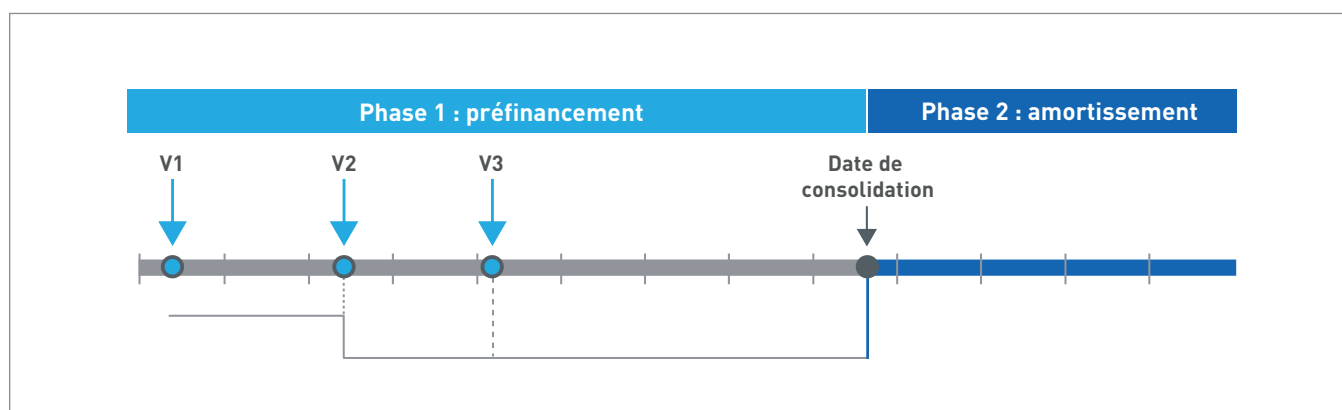 Phase 1 : préfinancement
Phase 2 : amortissement
V1
V2
V3
Date de
consolidation